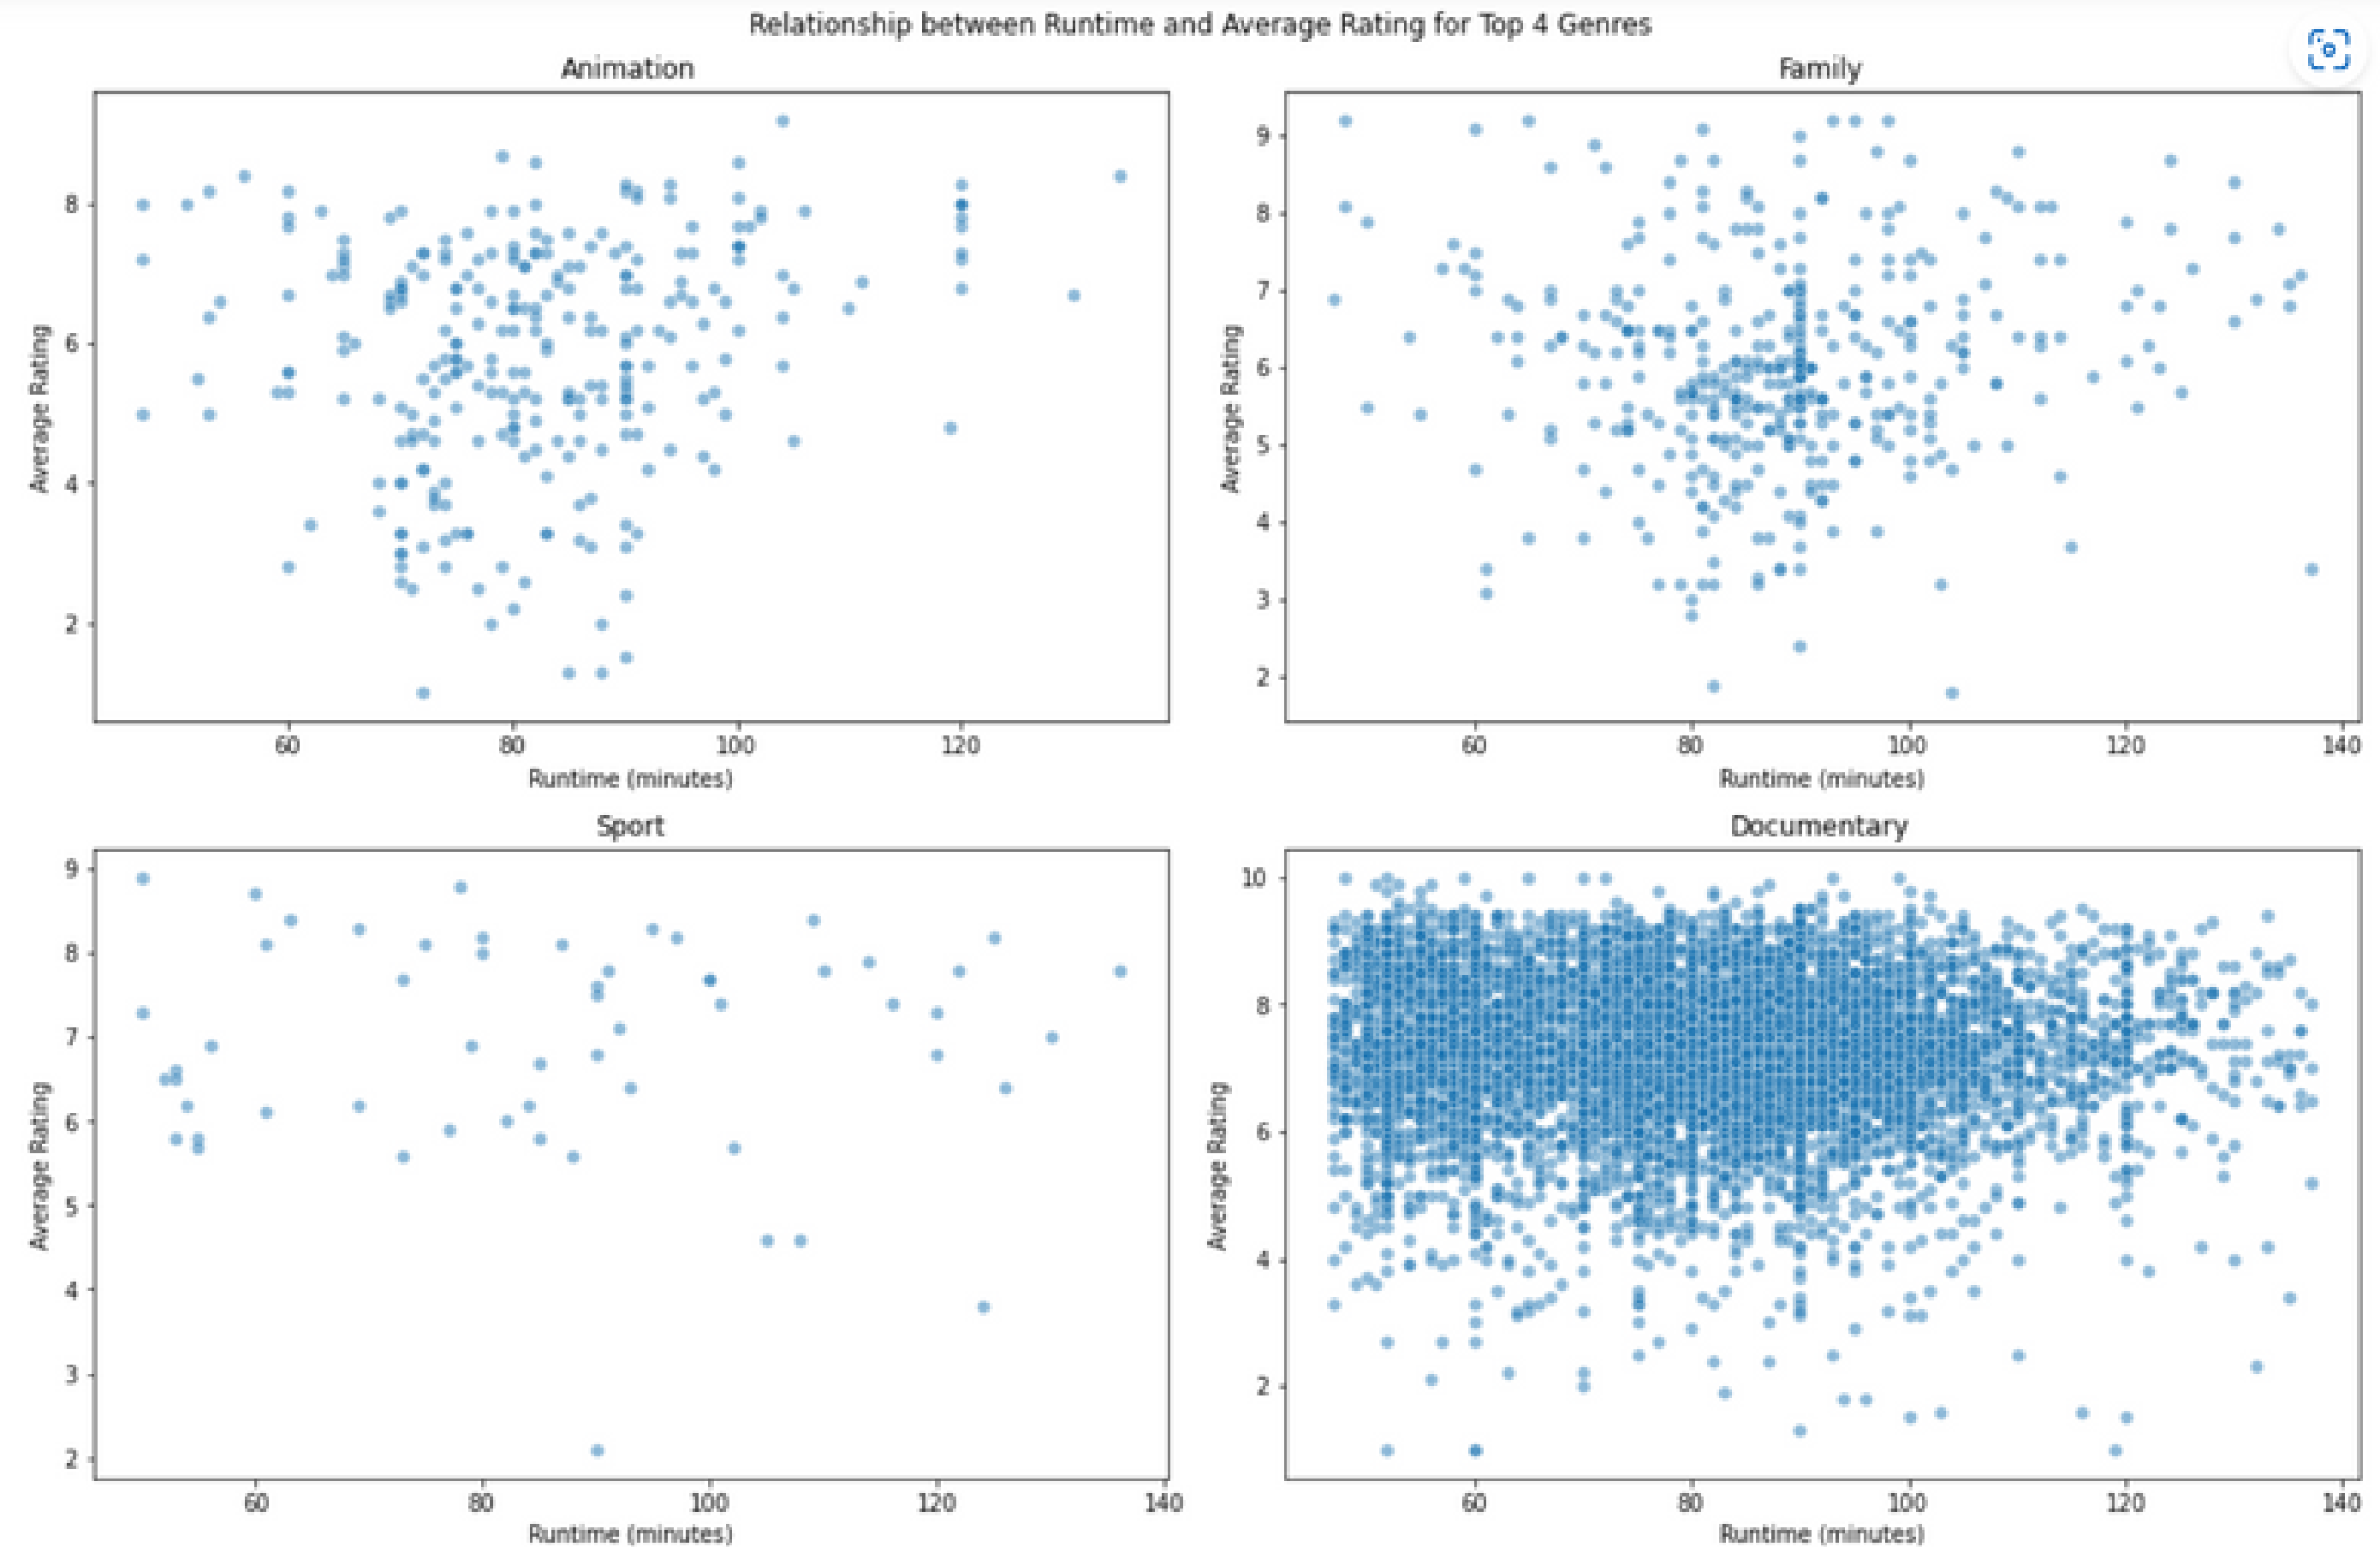 Relationship between Runtime and Average Rating for Top 4 Genres
Animation
Average Rating
8
6
4
2
60 80 100 120
Runtime (minutes)
Family
Average Rating
9
8
7
6
5
4
3
2
60 80 100 120 140
Runtime (minutes)
Sport
Average Rating
9
8
7
6
5
4
3
2
60 80 100 120 140
Runtime (minutes)
Documentary
Average Rating
10
8
6
4
2
60 80 100 120 140
Runtime (minutes)